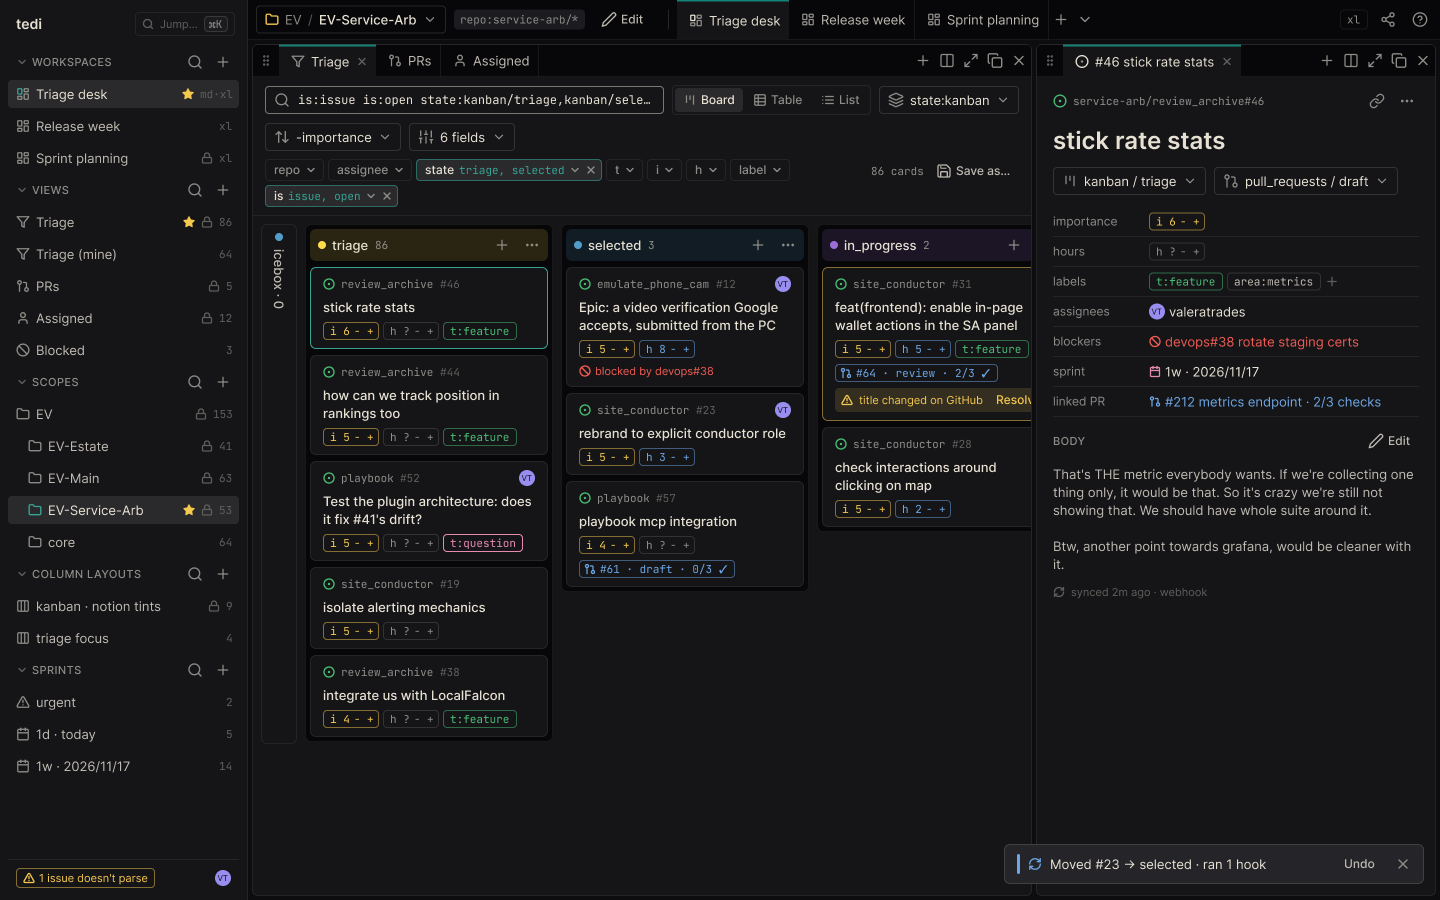 tedi
Jump... ⌘K
WORKSPACES
Triage desk md·xl
Release week xl
Sprint planning xl
VIEWS
Triage 86
Triage (mine) 64
PRs 5
Assigned 12
Blocked 3
SCOPES
EV 153
EV-Estate 41
EV-Main 63
EV-Service-Arb 53
core 64
COLUMN LAYOUTS
kanban · notion tints 9
triage focus 4
SPRINTS
urgent 2
1d · today 5
1w · 2026/11/17 14
1 issue doesn't parse VT
EV / EV-Service-Arb repo:service-arb/* Edit Triage desk Release week Sprint planning xl
Triage PRs Assigned
is:issue is:open state:kanban/triage,kanban/sele… Board Table List state:kanban
-importance 6 fields
repo assignee state triage, selected t i h label 86 cards Save as...
is issue, open
icebox · 0
triage 86
review_archive #46
stick rate stats
i 6 - + h ? - + t:feature
review_archive #44
how can we track position in
rankings too
i 5 - + h ? - + t:feature
playbook #52 VT
Test the plugin architecture: does
it fix #41's drift?
i 5 - + h ? - + t:question
site_conductor #19
isolate alerting mechanics
i 5 - + h ? - +
review_archive #38
integrate us with LocalFalcon
i 4 - + h ? - + t:feature
selected 3
emulate_phone_cam #12 VT
Epic: a video verification Google
accepts, submitted from the PC
i 5 - + h 8 - +
blocked by devops#38
site_conductor #23 VT
rebrand to explicit conductor role
i 5 - + h 3 - +
playbook #57
playbook mcp integration
i 4 - + h ? - +
#61 · draft · 0/3 ✓
in_progress 2
site_conductor #31
feat(frontend): enable in-page
wallet actions in the SA panel
i 5 - + h 5 - + t:feature
#64 · review · 2/3 ✓
title changed on GitHub Resolv
site_conductor #28
check interactions around
clicking on map
i 5 - + h 2 - +
#46 stick rate stats
service-arb/review_archive#46
stick rate stats
kanban / triage pull_requests / draft
importance i 6 - +
hours h ? - +
labels t:feature area:metrics
assignees VT valeratrades
blockers devops#38 rotate staging certs
sprint 1w · 2026/11/17
linked PR #212 metrics endpoint · 2/3 checks
BODY Edit
That's THE metric everybody wants. If we're collecting one
thing only, it would be that. So it's crazy we're still not
showing that. We should have whole suite around it.
Btw, another point towards grafana, would be cleaner with
it.
synced 2m ago · webhook
Moved #23 → selected · ran 1 hook Undo